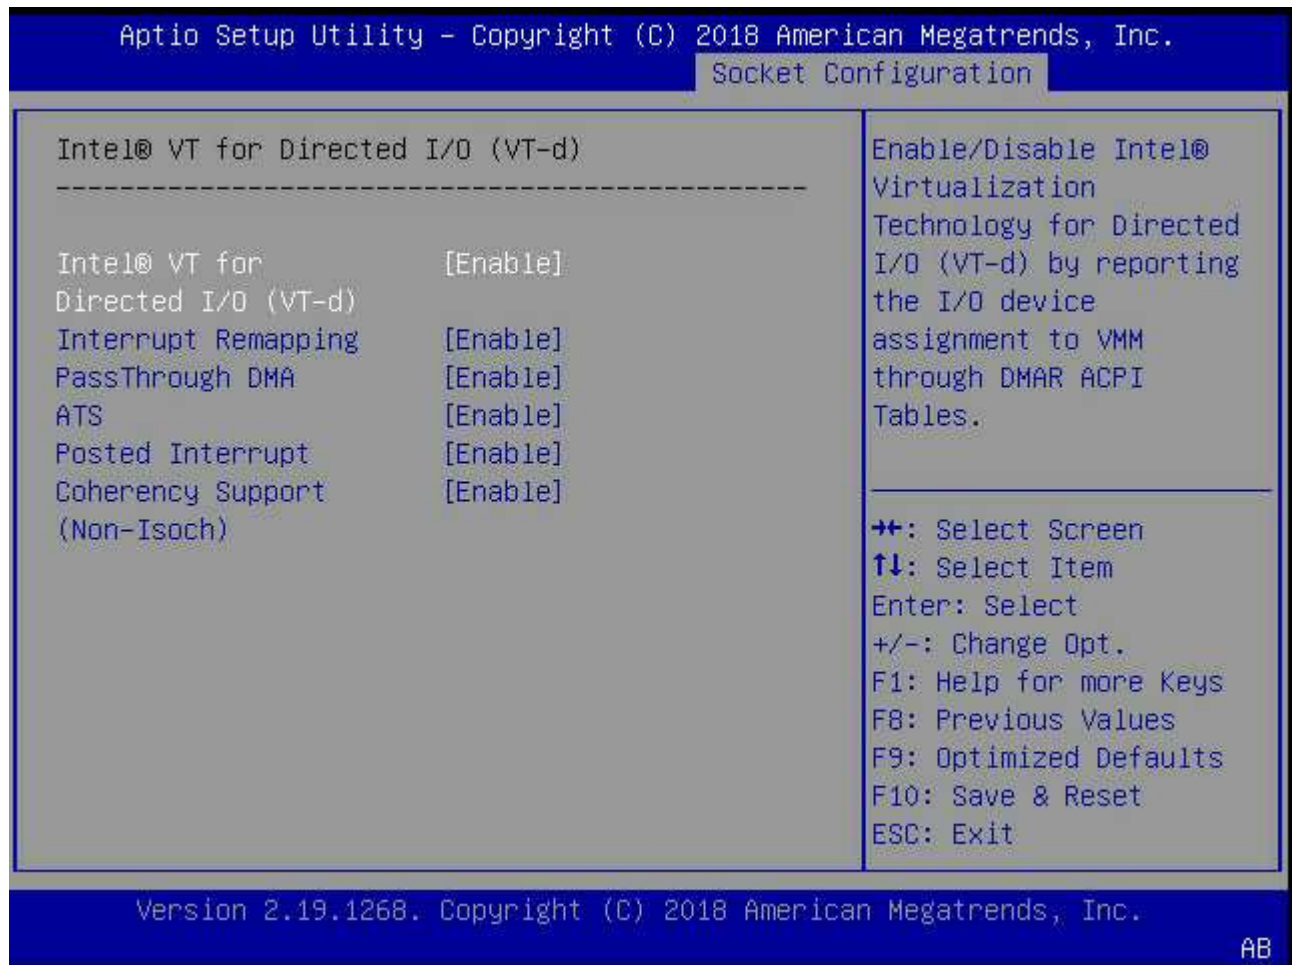 Aptio Setup Utility – Copyright (C) 2018 American Megatrends, Inc.
Socket Configuration
Intel® VT for Directed I/O (VT-d)
-----------------------------------------------
Intel® VT for [Enable]
Directed I/O (VT-d)
Interrupt Remapping [Enable]
PassThrough DMA [Enable]
ATS [Enable]
Posted Interrupt [Enable]
Coherency Support [Enable]
(Non-Isoch)
Enable/Disable Intel®
Virtualization
Technology for Directed
I/O (VT-d) by reporting
the I/O device
assignment to VMM
through DMAR ACPI
Tables.
→←: Select Screen
↑↓: Select Item
Enter: Select
+/-: Change Opt.
F1: Help for more Keys
F8: Previous Values
F9: Optimized Defaults
F10: Save & Reset
ESC: Exit
Version 2.19.1268. Copyright (C) 2018 American Megatrends, Inc.
AB